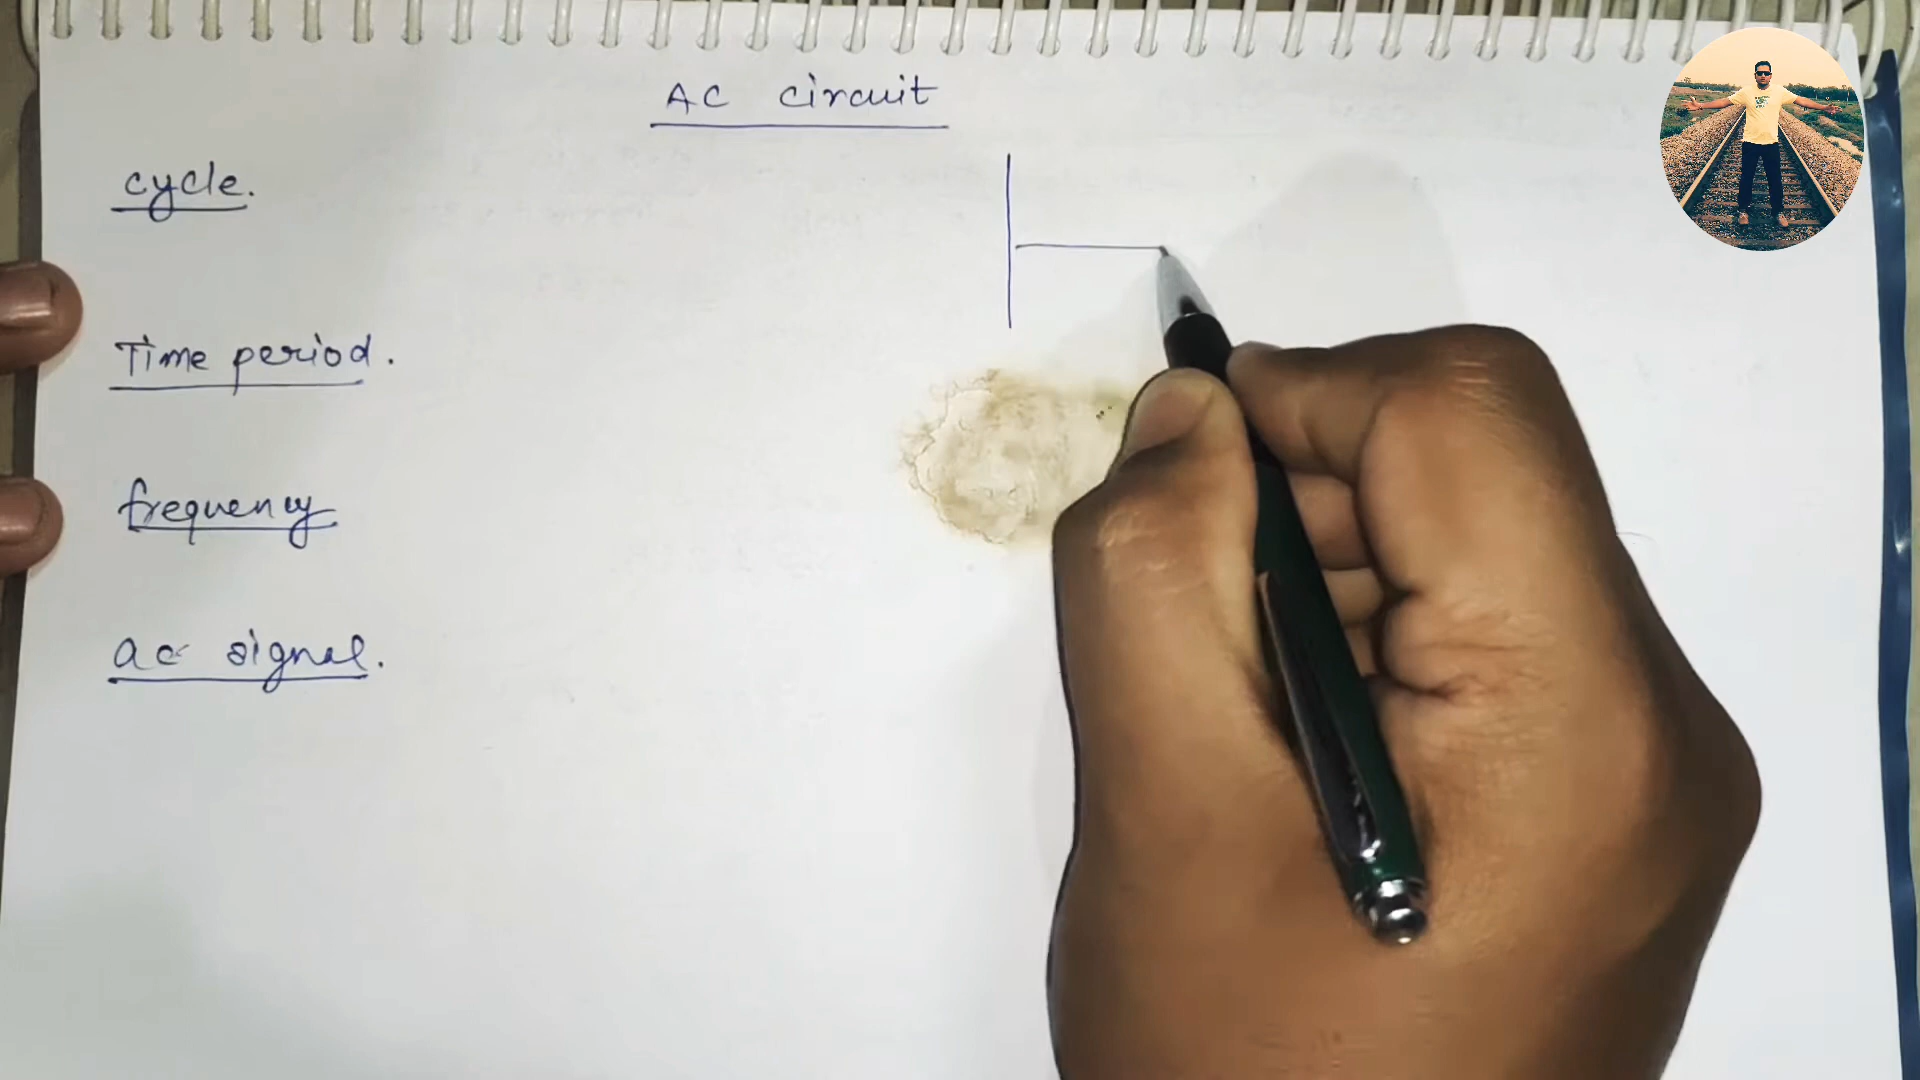 AC circuit
cycle.
Time period.
frequency
ac signal.